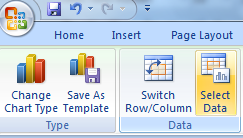 Home Insert Page Layout
Change Save As Switch Select
Chart Type Template Row/Column Data
Type Data